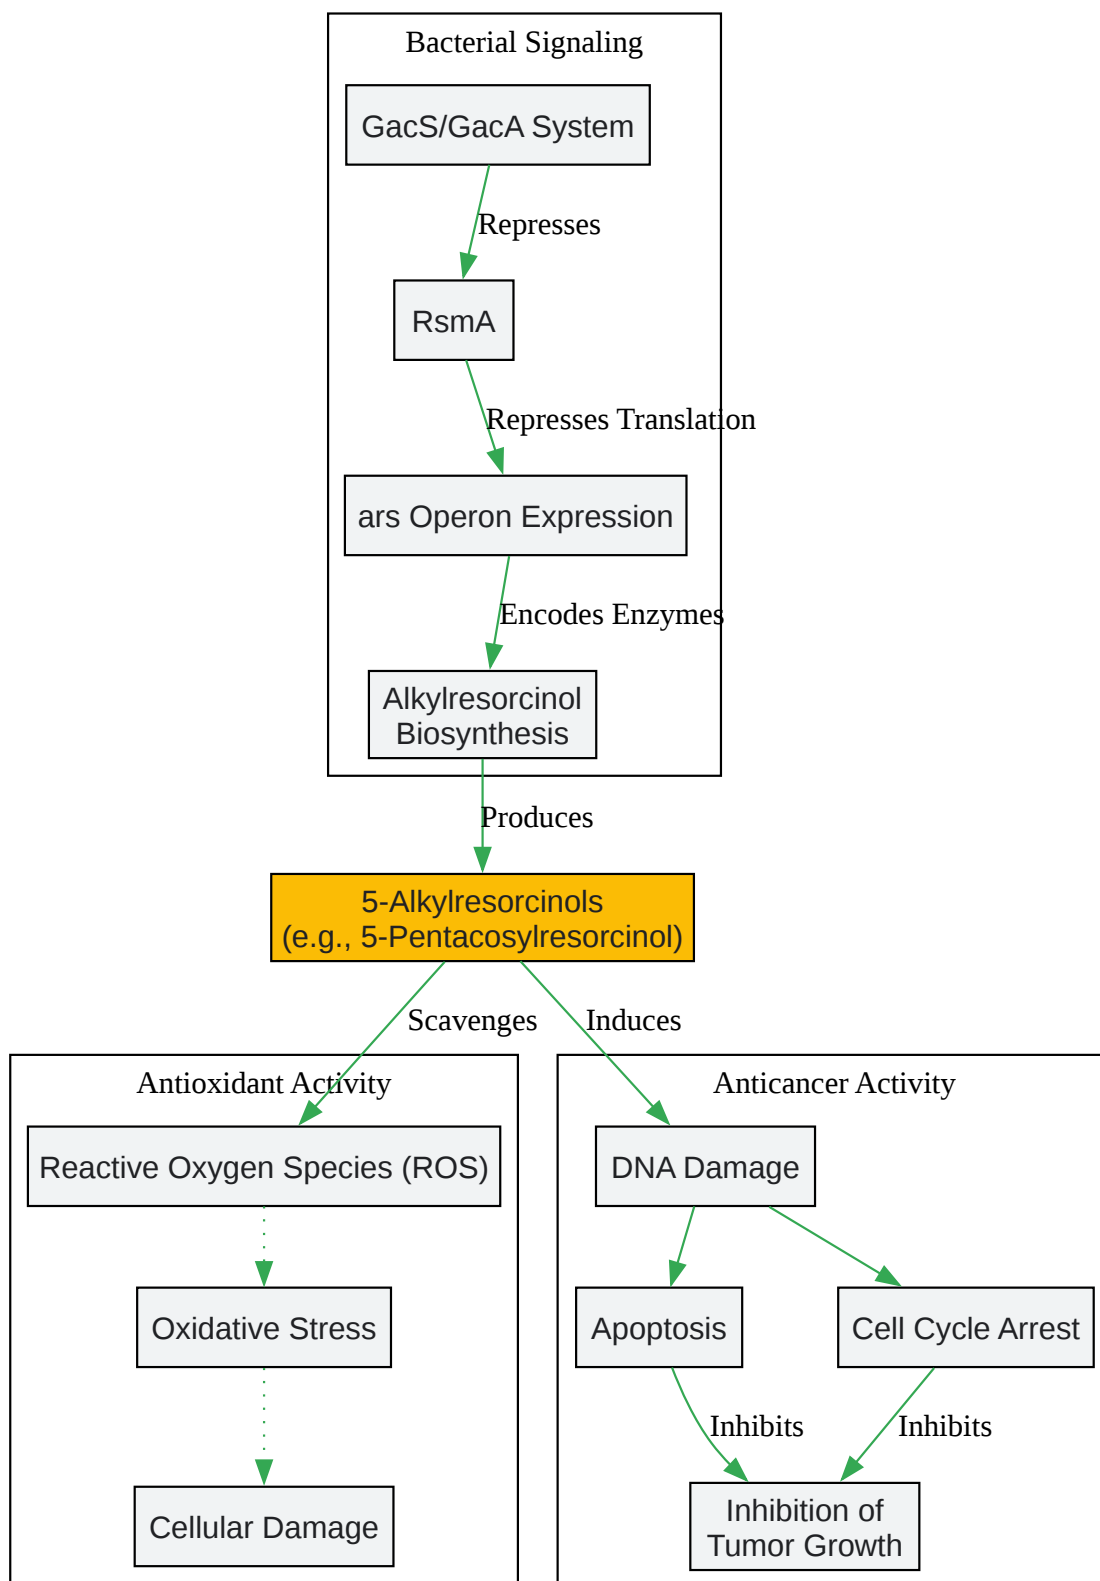 Bacterial Signaling
GacS/GacA System
Represses
RsmA
Represses Translation
ars Operon Expression
Encodes Enzymes
Alkylresorcinol
Biosynthesis
Produces
5-Alkylresorcinols
(e.g., 5-Pentacosylresorcinol)
Scavenges
Induces
Antioxidant Activity
Reactive Oxygen Species (ROS)
Oxidative Stress
Cellular Damage
Anticancer Activity
DNA Damage
Apoptosis
Cell Cycle Arrest
Inhibits
Inhibits
Inhibition of
Tumor Growth